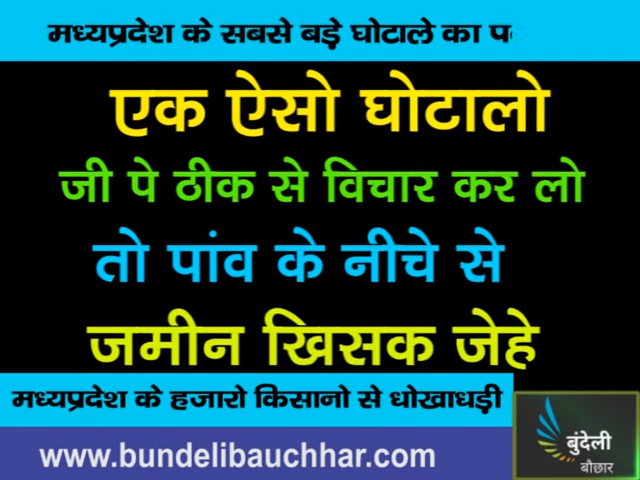 मध्यप्रदेश के सबसे बड़े घोटाले का
एक ऐसो घोटालो
जी पे ठीक से विचार कर लो
तो पांव के नीचे से
जमीन खिसक जेहे
मध्यप्रदेश के हजारो किसानो से धोखाधड़ी
www.bundelibauchhar.com
बुंदेली
बौछार